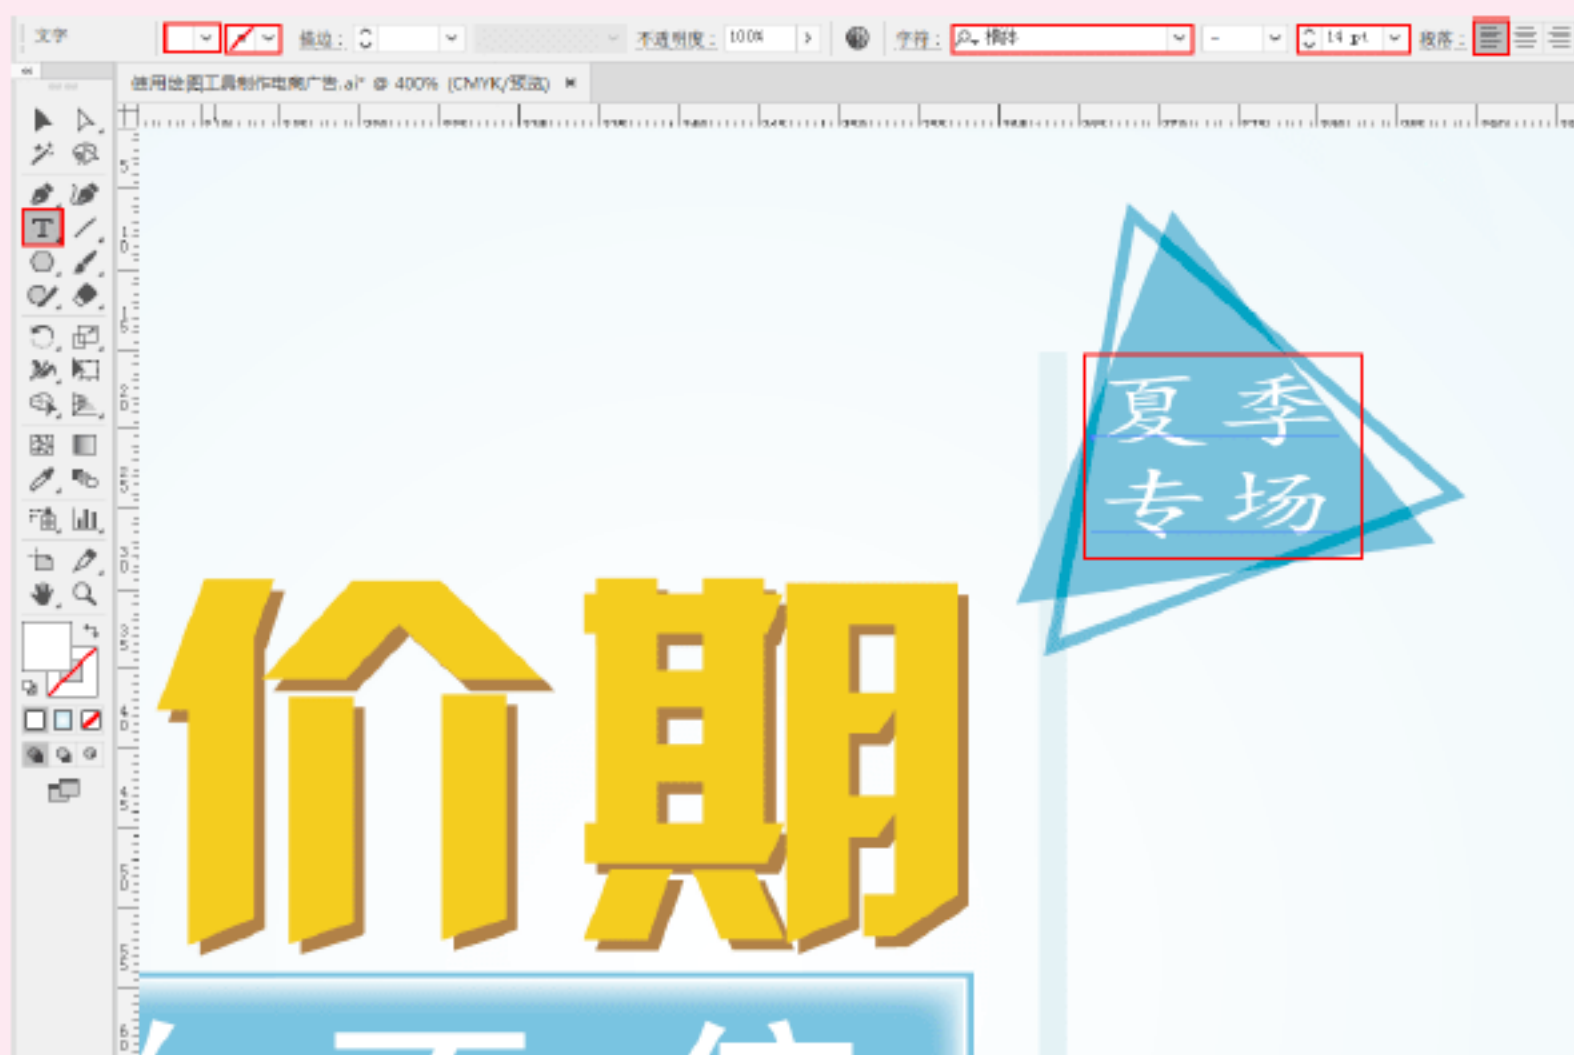 文字 描边： 不透明度： 100% 字符： 楷体 - 14 pt 段落：
使用绘图工具制作电商广告.ai* @ 400% (CMYK/预览)
夏季
专场
价期